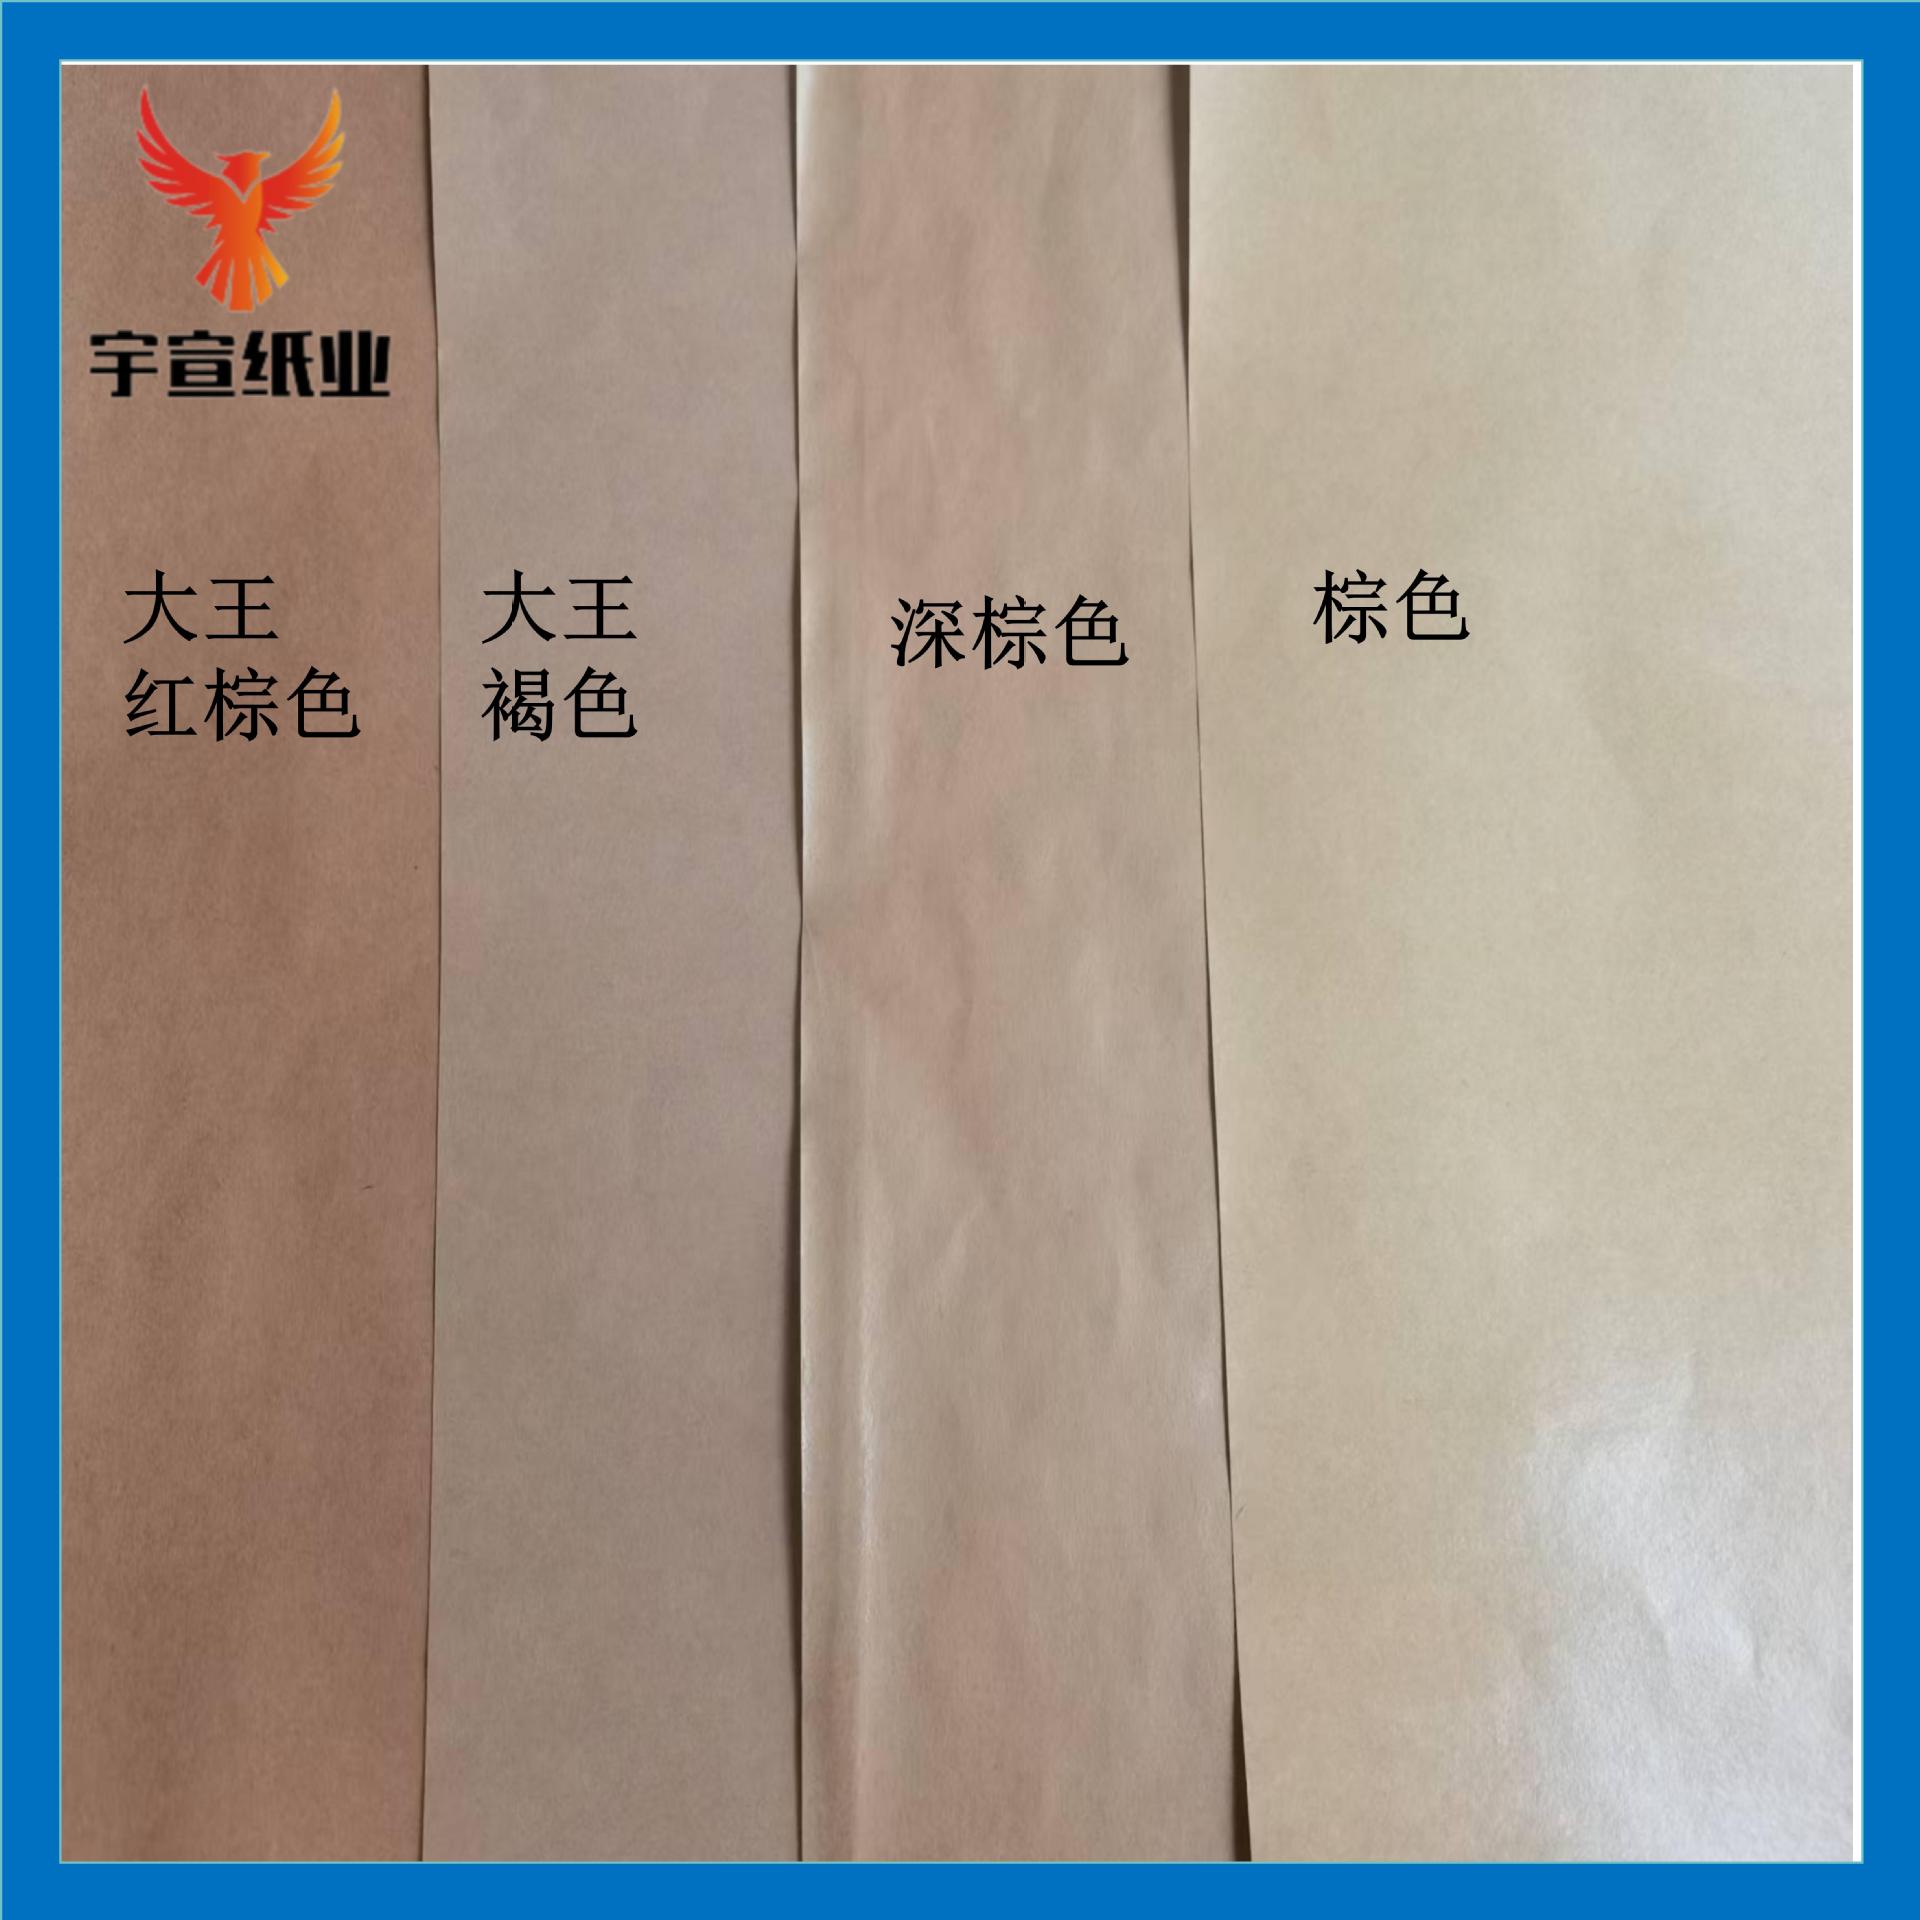 宇宣纸业
大王
红棕色
大王
褐色
深棕色
棕色